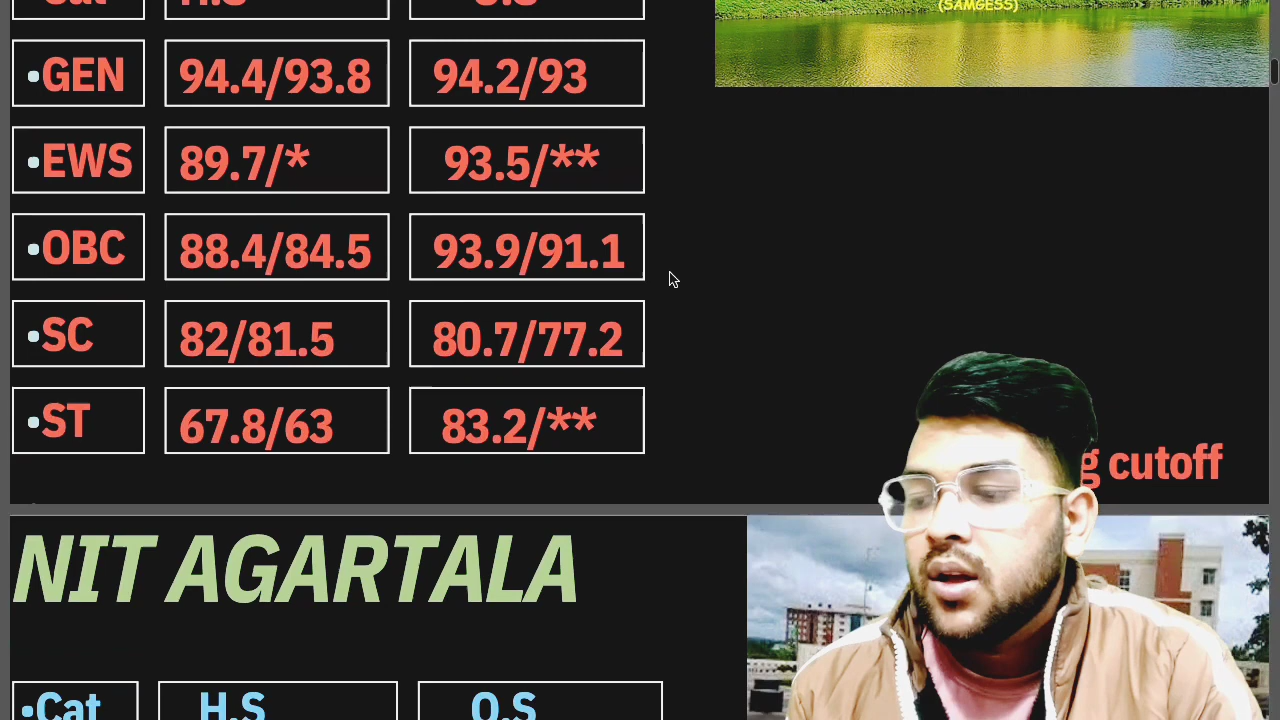 (SAMGESS)
Cat H.S O.S
•GEN 94.4/93.8 94.2/93
•EWS 89.7/* 93.5/**
•OBC 88.4/84.5 93.9/91.1
•SC 82/81.5 80.7/77.2
•ST 67.8/63 83.2/**
cutoff
NIT AGARTALA
•Cat H.S O.S